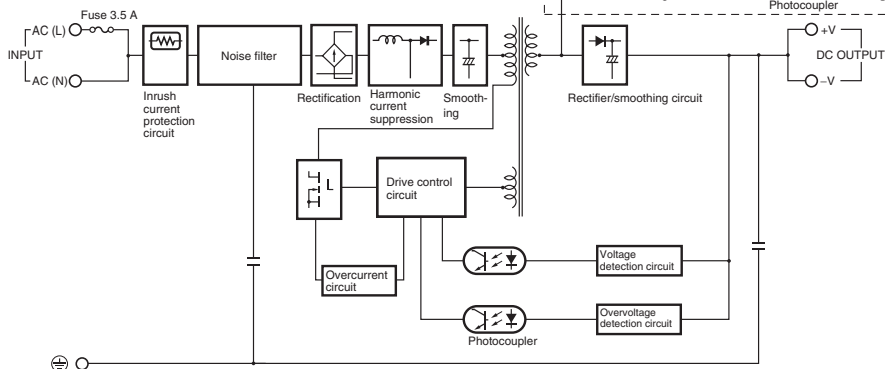 Photocoupler
Fuse 3.5 A
AC (L)
INPUT
AC (N)
Noise filter
+V
DC OUTPUT
−V
Inrush
current
protection
circuit
Rectification
Harmonic
current
suppression
Smooth-
ing
Rectifier/smoothing circuit
Drive control
circuit
Overcurrent
circuit
Voltage
detection circuit
Overvoltage
detection circuit
Photocoupler